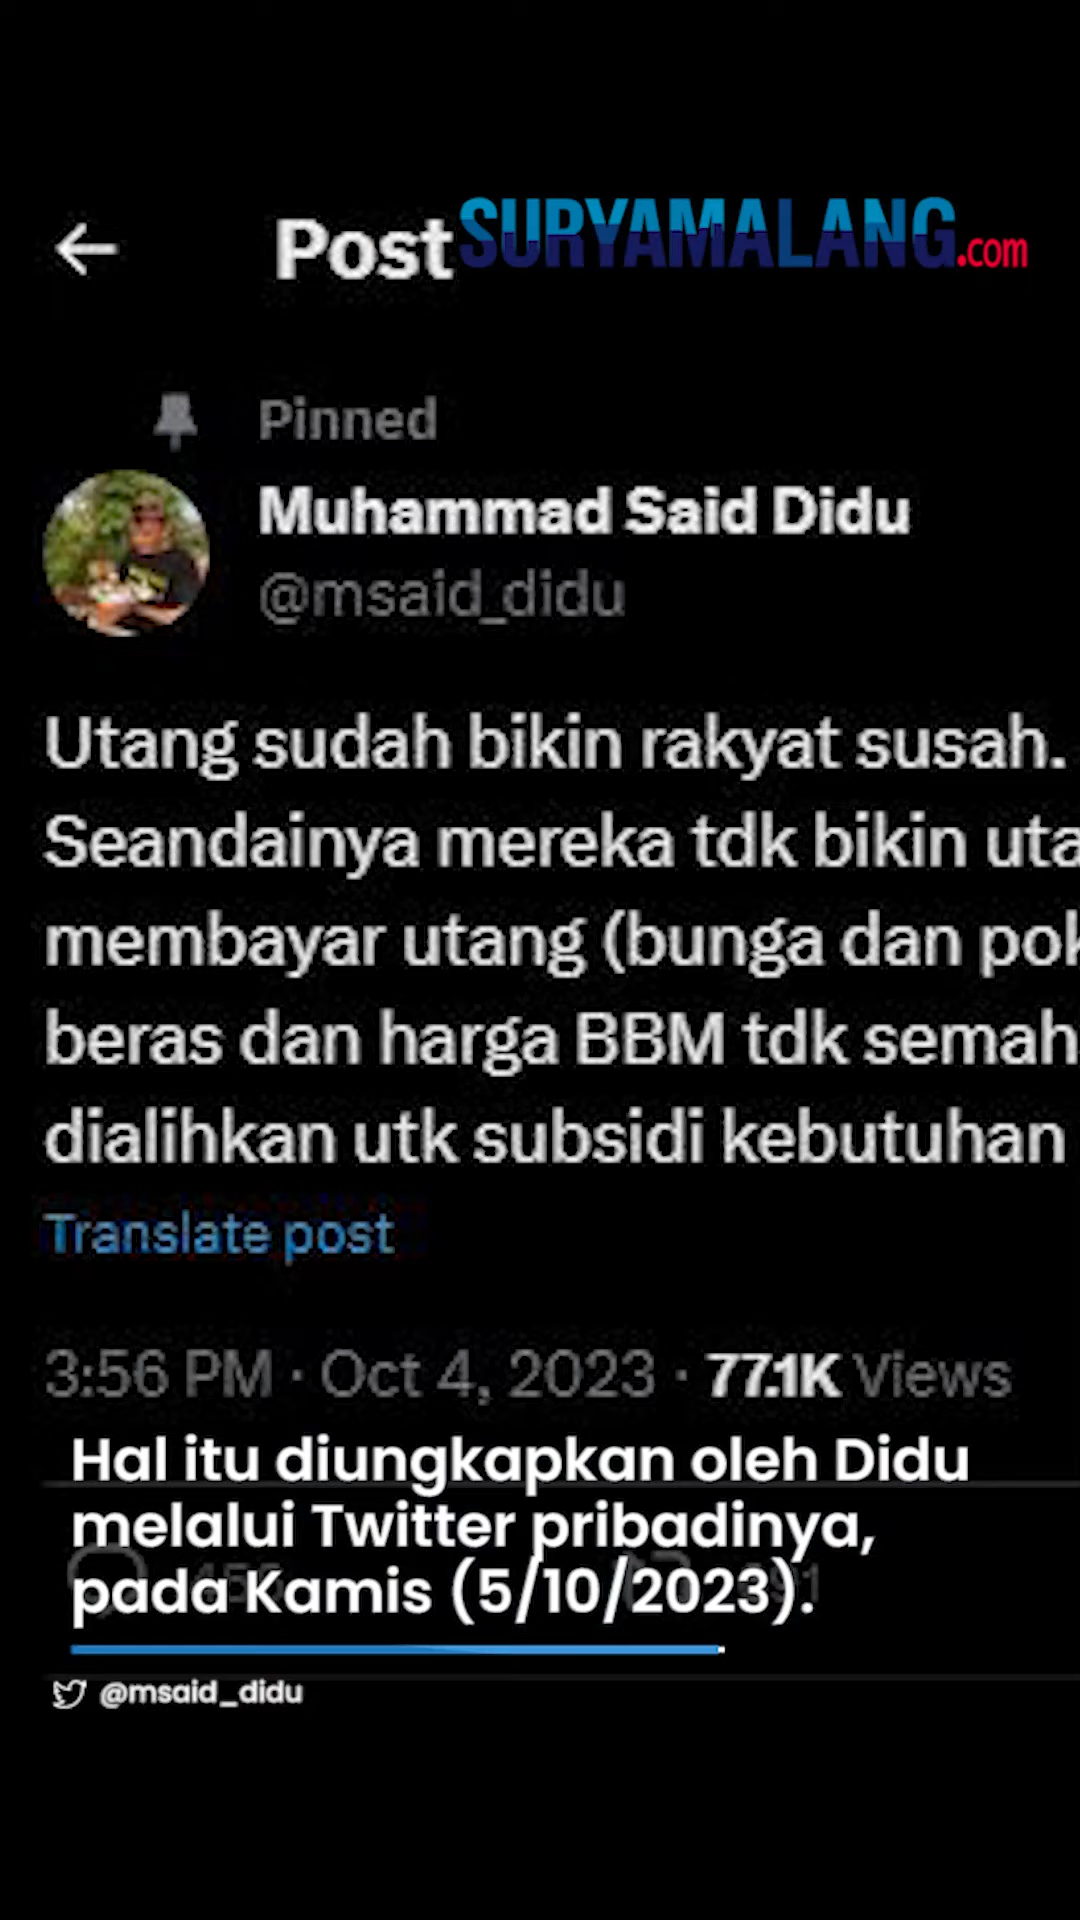 Post
SURYAMALANG.com
Pinned
Muhammad Said Didu
@msaid_didu
Utang sudah bikin rakyat susah.
Seandainya mereka tdk bikin uta
membayar utang (bunga dan pok
beras dan harga BBM tdk semah
dialihkan utk subsidi kebutuhan
Translate post
3:56 PM · Oct 4, 2023 · 77.1K Views
Hal itu diungkapkan oleh Didu
melalui Twitter pribadinya,
pada Kamis (5/10/2023).
@msaid_didu